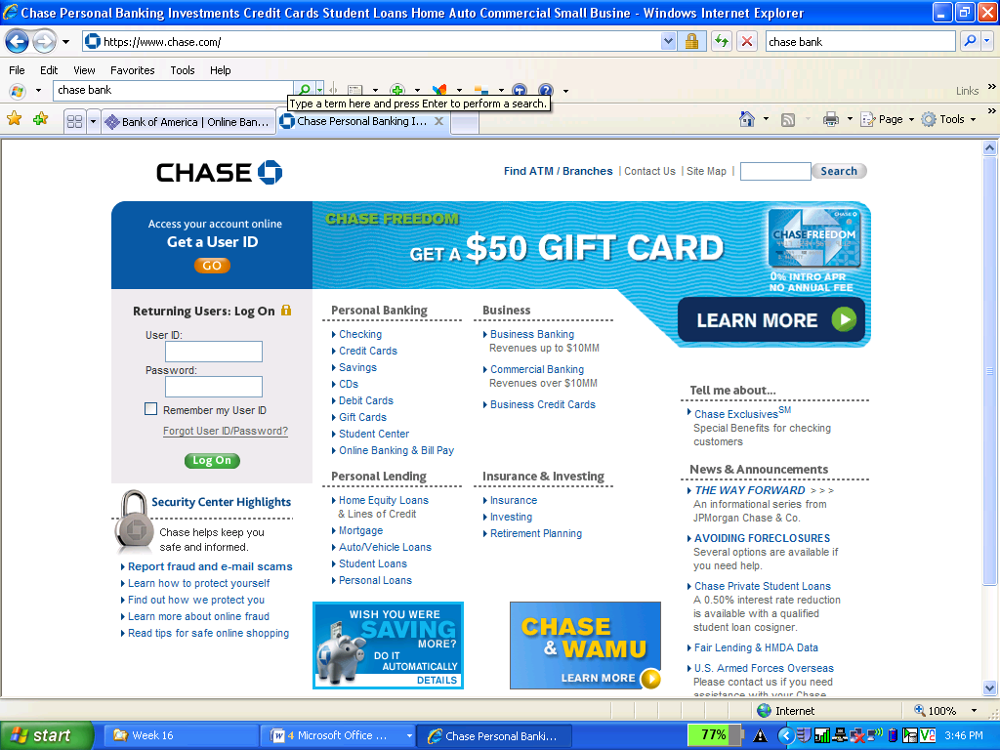 Chase Personal Banking Investments Credit Cards Student Loans Home Auto Commercial Small Busine - Windows Internet Explorer
https://www.chase.com/
chase bank
File Edit View Favorites Tools Help
chase bank
Links »
Type a term here and press Enter to perform a search.
Bank of America | Online Ban...
Chase Personal Banking I...
Page
Tools
»
CHASE
Find ATM / Branches | Contact Us | Site Map |
Search
Access your account online
Get a User ID
GO
CHASE FREEDOM
GET A $50 GIFT CARD
CHASE
CHASE FREEDOM
0% INTRO APR
NO ANNUAL FEE
LEARN MORE
Returning Users: Log On
User ID:
Password:
Remember my User ID
Forgot User ID/Password?
Log On
Security Center Highlights
Chase helps keep you
safe and informed.
Report fraud and e-mail scams
Learn how to protect yourself
Find out how we protect you
Learn more about online fraud
Read tips for safe online shopping
Personal Banking
Checking
Credit Cards
Savings
CDs
Debit Cards
Gift Cards
Student Center
Online Banking & Bill Pay
Business
Business Banking
Revenues up to $10MM
Commercial Banking
Revenues over $10MM
Business Credit Cards
Personal Lending
Home Equity Loans
& Lines of Credit
Mortgage
Auto/Vehicle Loans
Student Loans
Personal Loans
Insurance & Investing
Insurance
Investing
Retirement Planning
WISH YOU WERE
SAVING
MORE?
DO IT
AUTOMATICALLY
DETAILS
CHASE
& WAMU
LEARN MORE
Tell me about...
Chase Exclusives SM
Special Benefits for checking
customers
News & Announcements
THE WAY FORWARD > > >
An informational series from
JPMorgan Chase & Co.
AVOIDING FORECLOSURES
Several options are available if
you need help.
Chase Private Student Loans
A 0.50% interest rate reduction
is available with a qualified
student loan cosigner.
Fair Lending & HMDA Data
U.S. Armed Forces Overseas
Please contact us if you need
assistance with your Chase
Internet
100%
start
Week 16
4 Microsoft Office ...
Chase Personal Banki...
77%
3:46 PM